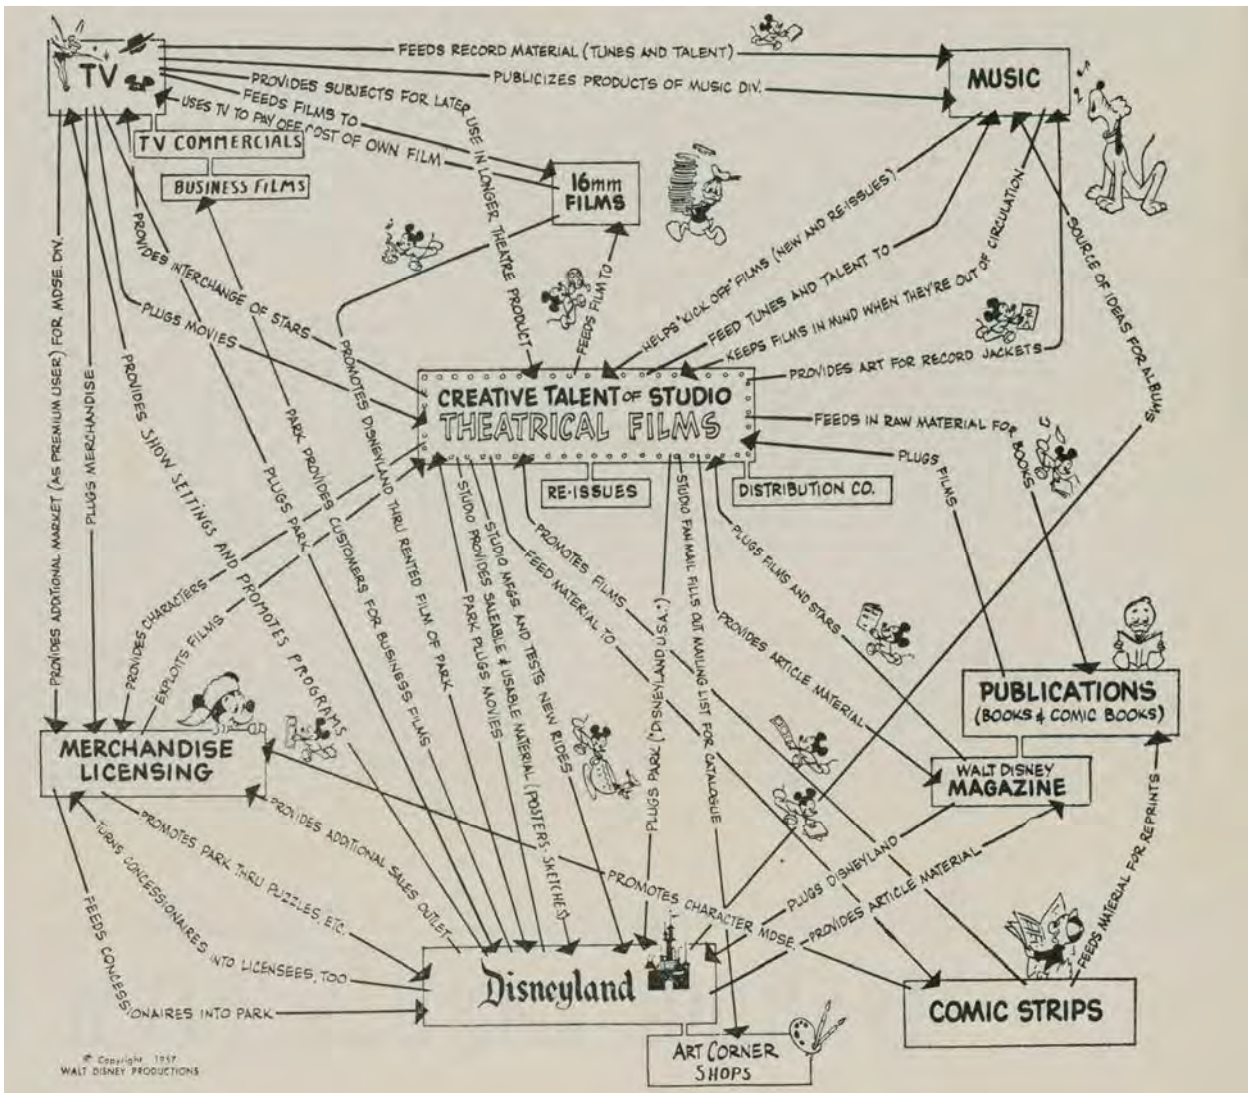 TV
FEEDS RECORD MATERIAL (TUNES AND TALENT)
PUBLICIZES PRODUCTS OF MUSIC DIV.
MUSIC
PROVIDES SUBJECTS FOR LATER USE IN LONGER THEATRE PRODUCT
FEEDS FILMS TO
USES TV TO PAY OFF COST OF OWN FILM
TV COMMERCIALS
BUSINESS FILMS
16mm
FILMS
PROVIDES INTERCHANGE OF STARS
PLUGS MOVIES
FEEDS FILM TO
HELPS "KICK OFF" FILMS (NEW AND RE-ISSUES)
FEED TUNES AND TALENT TO
KEEPS FILMS IN MIND WHEN THEY'RE OUT OF CIRCULATION
PROVIDES ART FOR RECORD JACKETS
SOURCE OF IDEAS FOR ALBUMS
CREATIVE TALENT OF STUDIO
THEATRICAL FILMS
RE-ISSUES
DISTRIBUTION CO.
FEEDS IN RAW MATERIAL FOR BOOKS
PLUGS FILMS
PROVIDES ADDITIONAL MARKET (AS PREMIUM USER) FOR MDSE. DIV.
PLUGS MERCHANDISE
PROVIDES SHOW SETTINGS AND PROMOTES PROGRAMS
PLUGS PARK
PARK PROVIDES CUSTOMERS FOR BUSINESS FILMS
PROMOTES DISNEYLAND THRU RENTED FILM OF PARK
PROVIDES CHARACTERS
EXPLOITS FILMS
PARK PLUGS MOVIES
STUDIO PROVIDES SALEABLE & USABLE MATERIAL (POSTERS-SKETCHES)
STUDIO MFGS AND TESTS NEW RIDES
FEED MATERIAL TO
PROMOTES FILMS
PLUGS PARK ("DISNEYLAND U.S.A.")
STUDIO FAN MAIL FILLS OUT MAILING LIST FOR CATALOGUE
PROVIDES ARTICLE MATERIAL
PLUGS FILMS AND STARS
PUBLICATIONS
(BOOKS & COMIC BOOKS)
WALT DISNEY
MAGAZINE
MERCHANDISE
LICENSING
PROVIDES ADDITIONAL SALES OUTLET
PROMOTES PARK THRU PUZZLES, ETC.
TURNS CONCESSIONAIRES INTO LICENSEES, TOO
FEEDS CONCESSIONAIRES INTO PARK
PROMOTES CHARACTER MDSE.
PLUGS DISNEYLAND
PROVIDES ARTICLE MATERIAL
FEEDS MATERIAL FOR REPRINTS
Disneyland
COMIC STRIPS
ART CORNER
SHOPS
© Copyright 1957
WALT DISNEY PRODUCTIONS